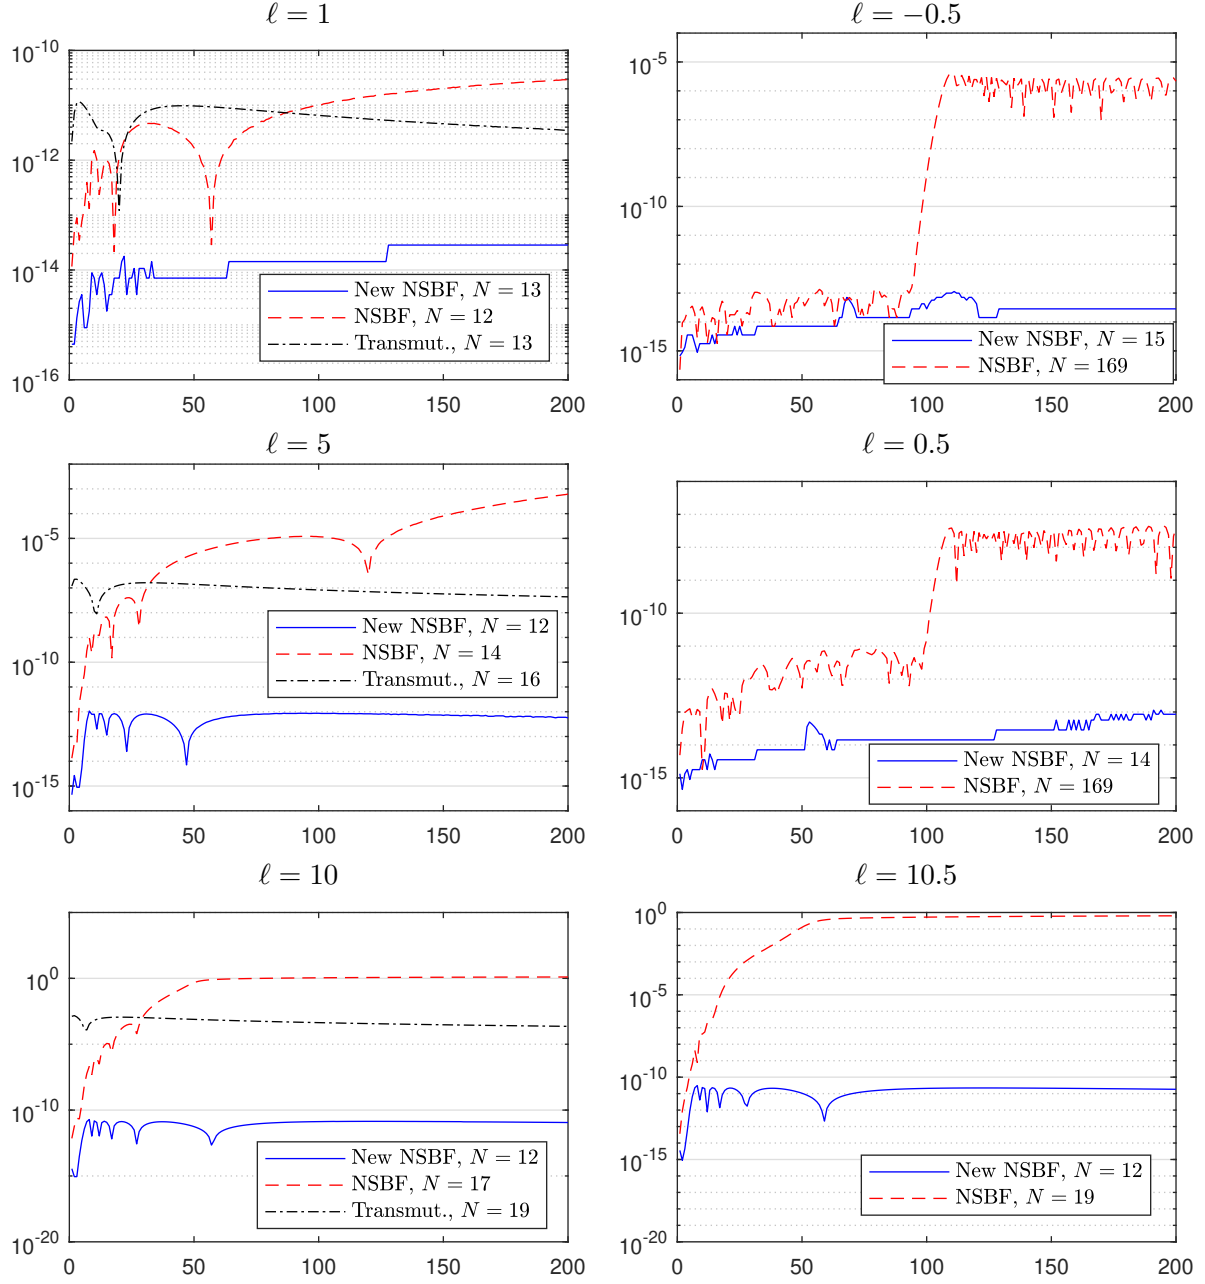 ℓ = 1
10^-10
10^-12
10^-14
10^-16
New NSBF, N = 13
NSBF, N = 12
Transmut., N = 13
0 50 100 150 200
ℓ = −0.5
10^-5
10^-10
10^-15
New NSBF, N = 15
NSBF, N = 169
0 50 100 150 200
ℓ = 5
10^-5
10^-10
10^-15
New NSBF, N = 12
NSBF, N = 14
Transmut., N = 16
0 50 100 150 200
ℓ = 0.5
10^-10
10^-15
New NSBF, N = 14
NSBF, N = 169
0 50 100 150 200
ℓ = 10
10^0
10^-10
10^-20
New NSBF, N = 12
NSBF, N = 17
Transmut., N = 19
0 50 100 150 200
ℓ = 10.5
10^0
10^-5
10^-10
10^-15
10^-20
New NSBF, N = 12
NSBF, N = 19
0 50 100 150 200